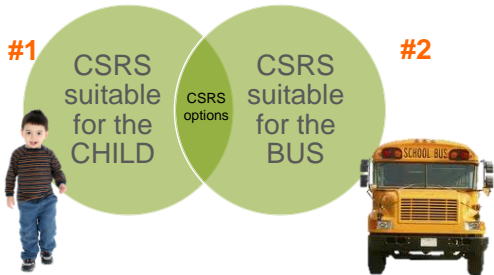 #1
CSRS
suitable
for the
CHILD
CSRS
options
CSRS
suitable
for the
BUS
#2
SCHOOL BUS